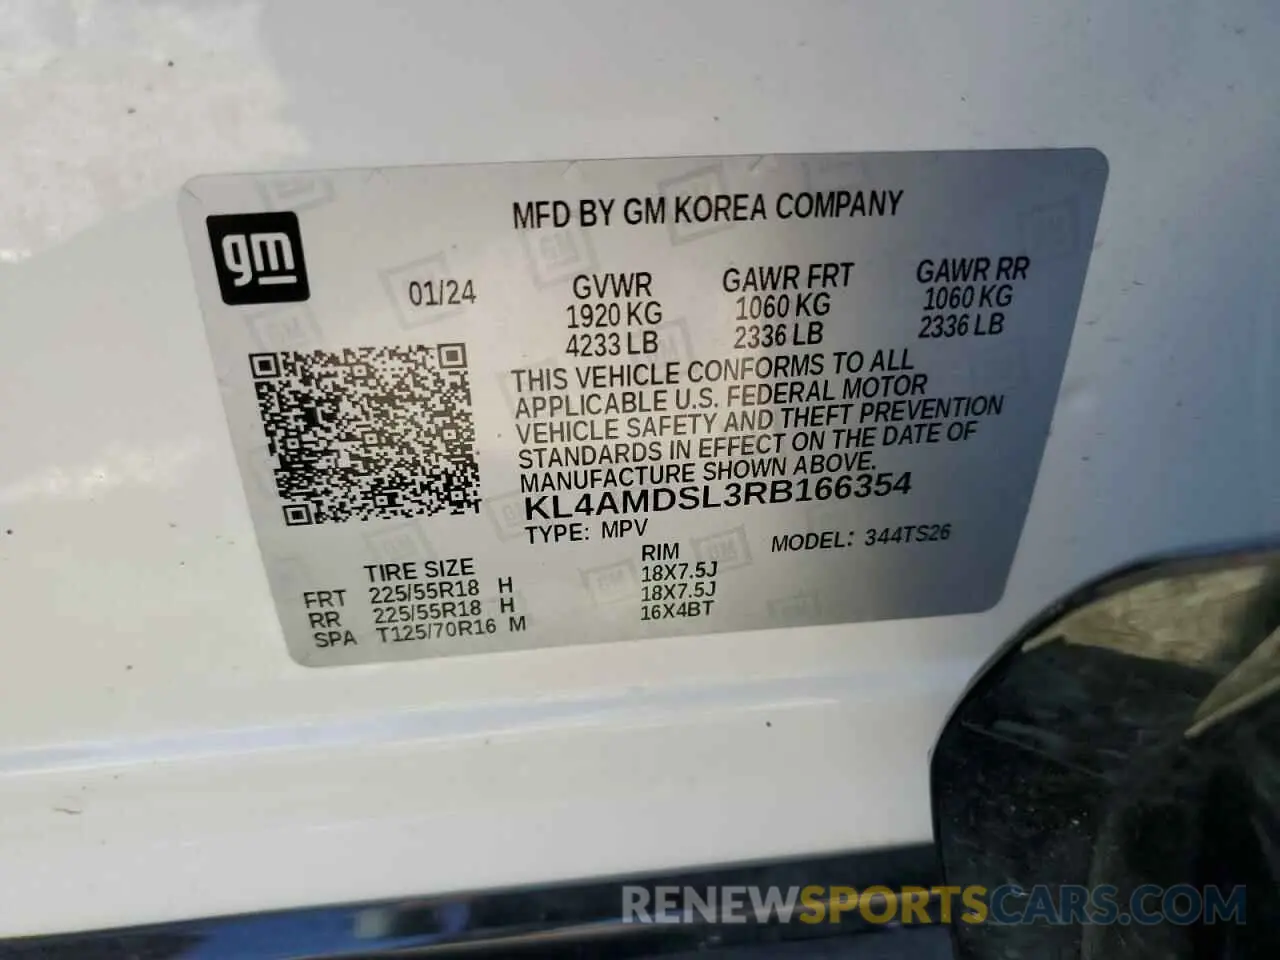 gm
MFD BY GM KOREA COMPANY
01/24
GVWR
1920 KG
4233 LB
GAWR FRT
1060 KG
2336 LB
GAWR RR
1060 KG
2336 LB
THIS VEHICLE CONFORMS TO ALL
APPLICABLE U.S. FEDERAL MOTOR
VEHICLE SAFETY AND THEFT PREVENTION
STANDARDS IN EFFECT ON THE DATE OF
MANUFACTURE SHOWN ABOVE.
KL4AMDSL3RB166354
TYPE: MPV
MODEL: 344TS26
TIRE SIZE
RIM
FRT 225/55R18 H 18X7.5J
RR 225/55R18 H 18X7.5J
SPA T125/70R16 M 16X4BT
RENEWSPORTSCARS.COM